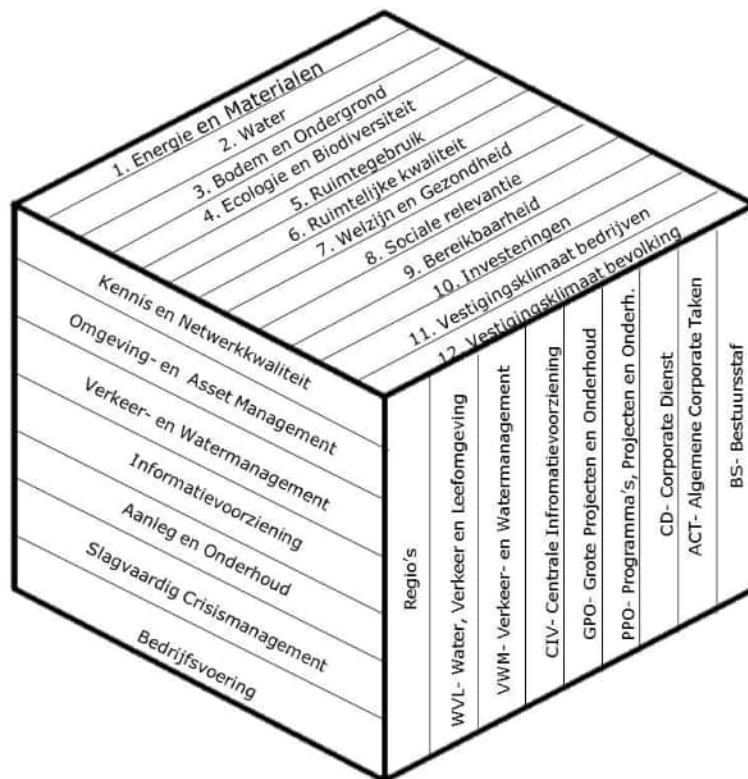 1. Energie en Materialen
2. Water
3. Bodem en Ondergrond
4. Ecologie en Biodiversiteit
5. Ruimtegebruik
6. Ruimtelijke kwaliteit
7. Welzijn en Gezondheid
8. Sociale relevantie
9. Bereikbaarheid
10. Investeringen
11. Vestigingsklimaat bedrijven
12. Vestigingsklimaat bevolking
Kennis en Netwerkkwaliteit
Omgeving- en Asset Management
Verkeer- en Watermanagement
Informatievoorziening
Aanleg en Onderhoud
Slagvaardig Crisismanagement
Bedrijfsvoering
Regio's
WVL- Water, Verkeer en Leefomgeving
VWM- Verkeer- en Watermanagement
CIV- Centrale Infromatievoorziening
GPO- Grote Projecten en Onderhoud
PPO- Programma's, Projecten en Onderh.
CD- Corporate Dienst
ACT- Algemene Corporate Taken
BS- Bestuursstaf